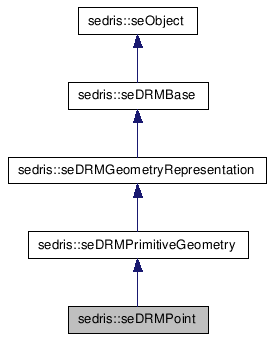 sedris::seObject
sedris::seDRMBase
sedris::seDRMGeometryRepresentation
sedris::seDRMPrimitiveGeometry
sedris::seDRMPoint